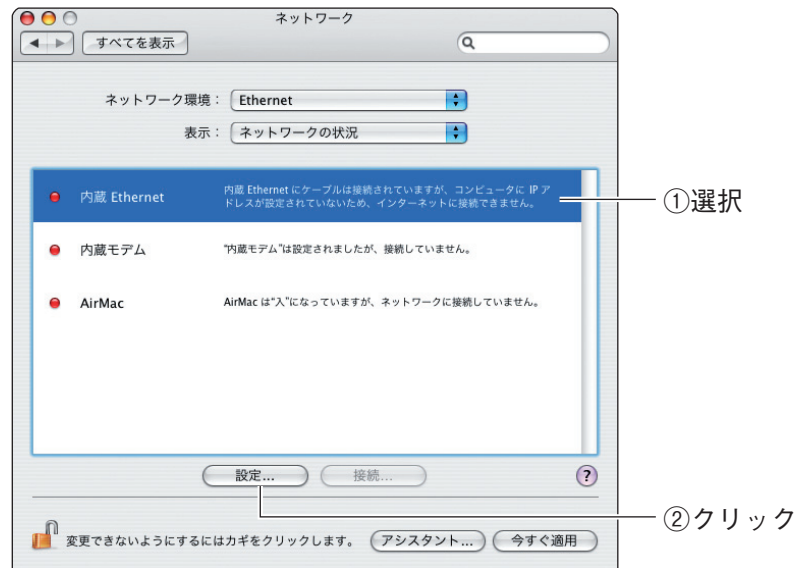 ネットワーク
すべてを表示
ネットワーク環境： Ethernet
表示： ネットワークの状況
内蔵 Ethernet
内蔵 Ethernet にケーブルは接続されていますが、コンピュータに IP ア
ドレスが設定されていないため、インターネットに接続できません。
①選択
内蔵モデム
“内蔵モデム”は設定されましたが、接続していません。
AirMac
AirMac は“入”になっていますが、ネットワークに接続していません。
設定...
接続...
?
②クリック
変更できないようにするにはカギをクリックします。
アシスタント...
今すぐ適用